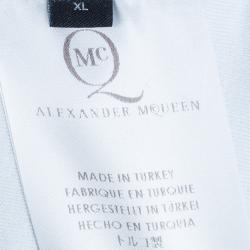 XL
McQ
ALEXANDER MCQUEEN
MADE IN TURKEY
FABRIQUE EN TURQUIE
HERGESTELLT IN TÜRKEI
HECHO EN TURQUIA
トルコ製